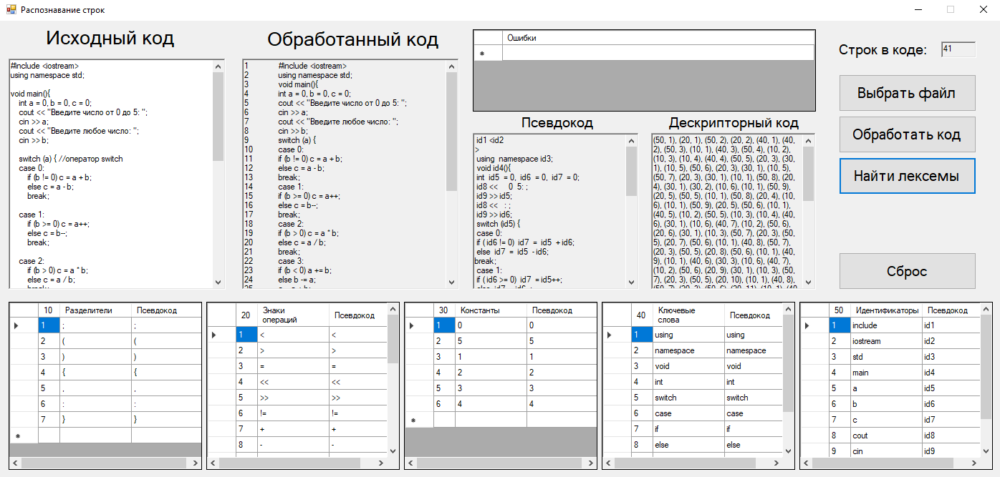 Распознавание строк
Исходный код
#include <iostream>
using namespace std;
void main(){
int a = 0, b = 0, c = 0;
cout << "Введите число от 0 до 5: ";
cin >> a;
cout << "Введите любое число: ";
cin >> b;
switch (a) { //оператор switch
case 0:
if (b != 0) c = a + b;
else c = a - b;
break;
case 1:
if (b >= 0) c = a++;
else c = b--;
break;
case 2:
if (b > 0) c = a * b;
else c = a / b;
Обработанный код
1 #include <iostream>
2 using namespace std;
3 void main(){
4 int a = 0, b = 0, c = 0;
5 cout << "Введите число от 0 до 5: ";
6 cin >> a;
7 cout << "Введите любое число: ";
8 cin >> b;
9 switch (a) {
10 case 0:
11 if (b != 0) c = a + b;
12 else c = a - b;
13 break;
14 case 1:
15 if (b >= 0) c = a++;
16 else c = b--;
17 break;
18 case 2:
19 if (b > 0) c = a * b;
20 else c = a / b;
21 break;
22 case 3:
23 if (b < 0) a += b;
24 else b -= a;
Ошибки
Псевдокод
id1 <id2
>
using namespace id3;
void id4(){
int id5 = 0, id6 = 0, id7 = 0;
id8 << 0 5: ;
id9 >> id5;
id8 << : ;
id9 >> id6;
switch (id5) {
case 0:
if ( id6 != 0) id7 = id5 + id6;
else id7 = id5 - id6;
break;
case 1:
if ( id6 >= 0) id7 = id5++;
Дескрипторный код
(50, 1), (20, 1), (50, 2), (20, 2), (40, 1), (40,
2), (50, 3), (10, 1), (40, 3), (50, 4), (10, 2),
(10, 3), (10, 4), (40, 4), (50, 5), (20, 3), (30,
1), (10, 5), (50, 6), (20, 3), (30, 1), (10, 5),
(50, 7), (20, 3), (30, 1), (10, 1), (50, 8), (20,
4), (30, 1), (30, 2), (10, 6), (10, 1), (50, 9),
(20, 5), (50, 5), (10, 1), (50, 8), (20, 4), (10,
6), (10, 1), (50, 9), (20, 5), (50, 6), (10, 1),
(40, 5), (10, 2), (50, 5), (10, 3), (10, 4), (40,
6), (30, 1), (10, 6), (40, 7), (10, 2), (50, 6),
(20, 6), (30, 1), (10, 3), (50, 7), (20, 3), (50,
5), (20, 7), (50, 6), (10, 1), (40, 8), (50, 7),
(20, 3), (50, 5), (20, 8), (50, 6), (10, 1), (40,
9), (10, 1), (40, 6), (30, 3), (10, 6), (40, 7),
(10, 2), (50, 6), (20, 9), (30, 1), (10, 3), (50,
7), (20, 3), (50, 5), (20, 10), (10, 1), (40, 8),
Строк в коде: 41
Выбрать файл
Обработать код
Найти лексемы
Сброс
10 Разделители Псевдокод
1 ; ;
2 ( (
3 ) )
4 { {
5 , ,
6 : :
7 } }
20 Знаки операций Псевдокод
1 < <
2 > >
3 = =
4 << <<
5 >> >>
6 != !=
7 + +
8 - -
30 Константы Псевдокод
1 0 0
2 5 5
3 1 1
4 2 2
5 3 3
6 4 4
40 Ключевые слова Псевдокод
1 using using
2 namespace namespace
3 void void
4 int int
5 switch switch
6 case case
7 if if
8 else else
50 Идентификаторы Псевдокод
1 include id1
2 iostream id2
3 std id3
4 main id4
5 a id5
6 b id6
7 c id7
8 cout id8
9 cin id9